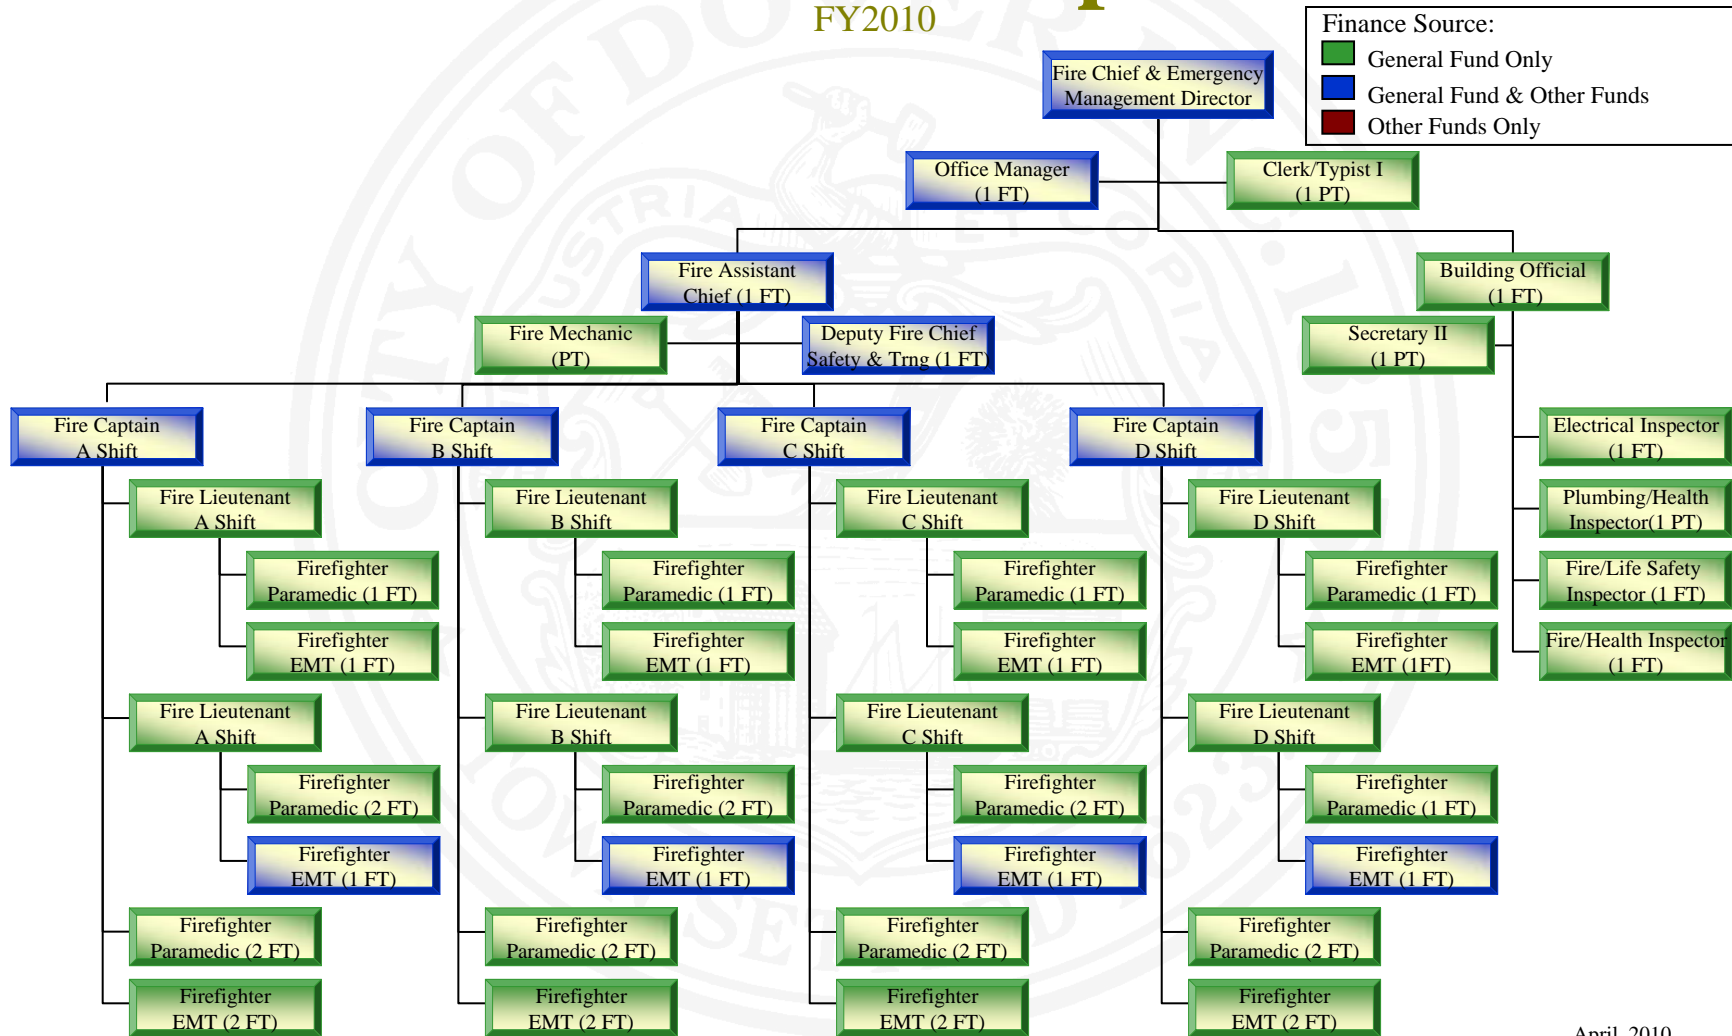 FY2010
Finance Source:
General Fund Only
General Fund & Other Funds
Other Funds Only
Fire Chief & Emergency
Management Director
Office Manager
(1 FT)
Clerk/Typist I
(1 PT)
Fire Assistant
Chief (1 FT)
Building Official
(1 FT)
Fire Mechanic
(PT)
Deputy Fire Chief
Safety & Trng (1 FT)
Secretary II
(1 PT)
Fire Captain
A Shift
Fire Captain
B Shift
Fire Captain
C Shift
Fire Captain
D Shift
Electrical Inspector
(1 FT)
Plumbing/Health
Inspector(1 PT)
Fire/Life Safety
Inspector (1 FT)
Fire/Health Inspector
(1 FT)
Fire Lieutenant
A Shift
Fire Lieutenant
B Shift
Fire Lieutenant
C Shift
Fire Lieutenant
D Shift
Firefighter
Paramedic (1 FT)
Firefighter
Paramedic (1 FT)
Firefighter
Paramedic (1 FT)
Firefighter
Paramedic (1 FT)
Firefighter
EMT (1 FT)
Firefighter
EMT (1 FT)
Firefighter
EMT (1 FT)
Firefighter
EMT (1FT)
Fire Lieutenant
A Shift
Fire Lieutenant
B Shift
Fire Lieutenant
C Shift
Fire Lieutenant
D Shift
Firefighter
Paramedic (2 FT)
Firefighter
Paramedic (2 FT)
Firefighter
Paramedic (2 FT)
Firefighter
Paramedic (1 FT)
Firefighter
EMT (1 FT)
Firefighter
EMT (1 FT)
Firefighter
EMT (1 FT)
Firefighter
EMT (1 FT)
Firefighter
Paramedic (2 FT)
Firefighter
Paramedic (2 FT)
Firefighter
Paramedic (2 FT)
Firefighter
Paramedic (2 FT)
Firefighter
EMT (2 FT)
Firefighter
EMT (2 FT)
Firefighter
EMT (2 FT)
Firefighter
EMT (2 FT)
April, 2010